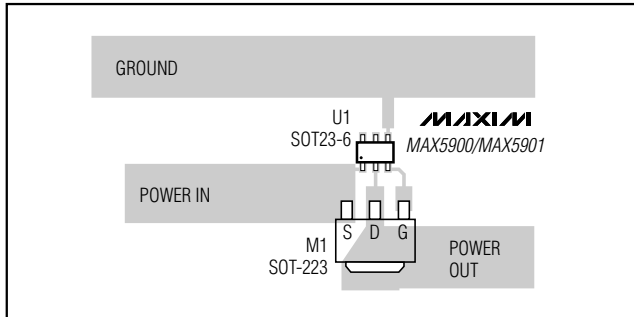 GROUND
U1
SOT23-6
MAXIM
MAX5900/MAX5901
POWER IN
S D G
M1
SOT-223
POWER
OUT